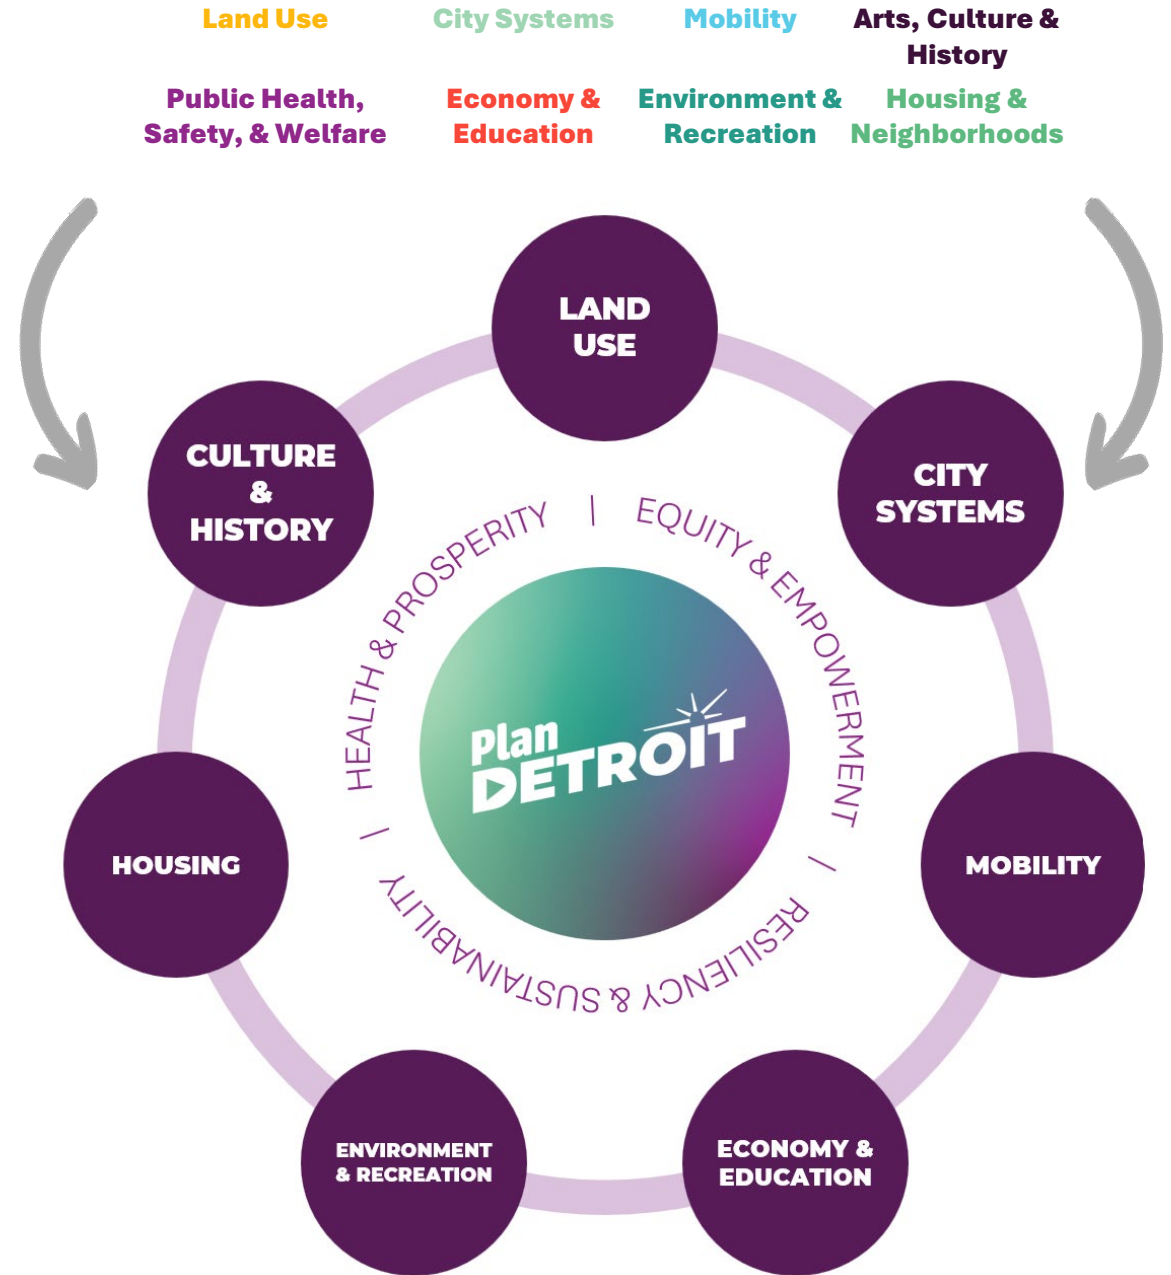 Land Use
City Systems
Mobility
Arts, Culture &
History
Public Health,
Safety, & Welfare
Economy &
Education
Environment &
Recreation
Housing &
Neighborhoods
LAND
USE
CULTURE
&
HISTORY
CITY
SYSTEMS
HEALTH & PROSPERITY | EQUITY & EMPOWERMENT | RESILIENCY & SUSTAINABILITY |
Plan
DETROIT
HOUSING
MOBILITY
ENVIRONMENT
& RECREATION
ECONOMY &
EDUCATION